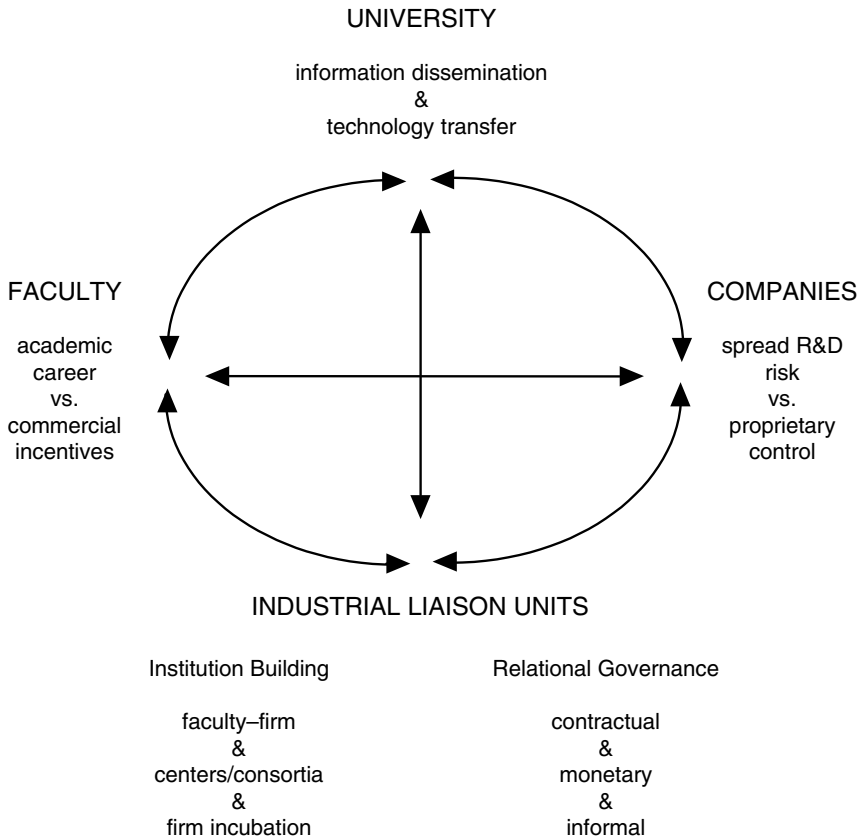 UNIVERSITY
information dissemination
&
technology transfer
FACULTY
academic
career
vs.
commercial
incentives
COMPANIES
spread R&D
risk
vs.
proprietary
control
INDUSTRIAL LIAISON UNITS
Institution Building
faculty–firm
&
centers/consortia
&
firm incubation
Relational Governance
contractual
&
monetary
&
informal